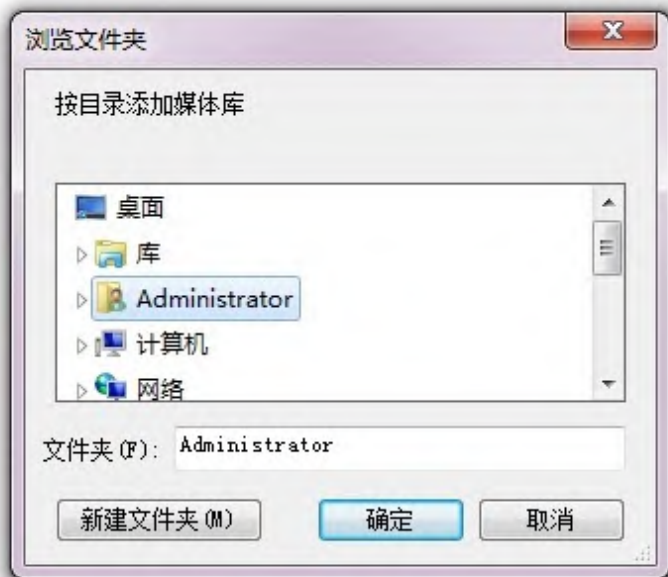 浏览文件夹
按目录添加媒体库
桌面
库
Administrator
计算机
网络
文件夹(F): Administrator
新建文件夹(M) 确定 取消